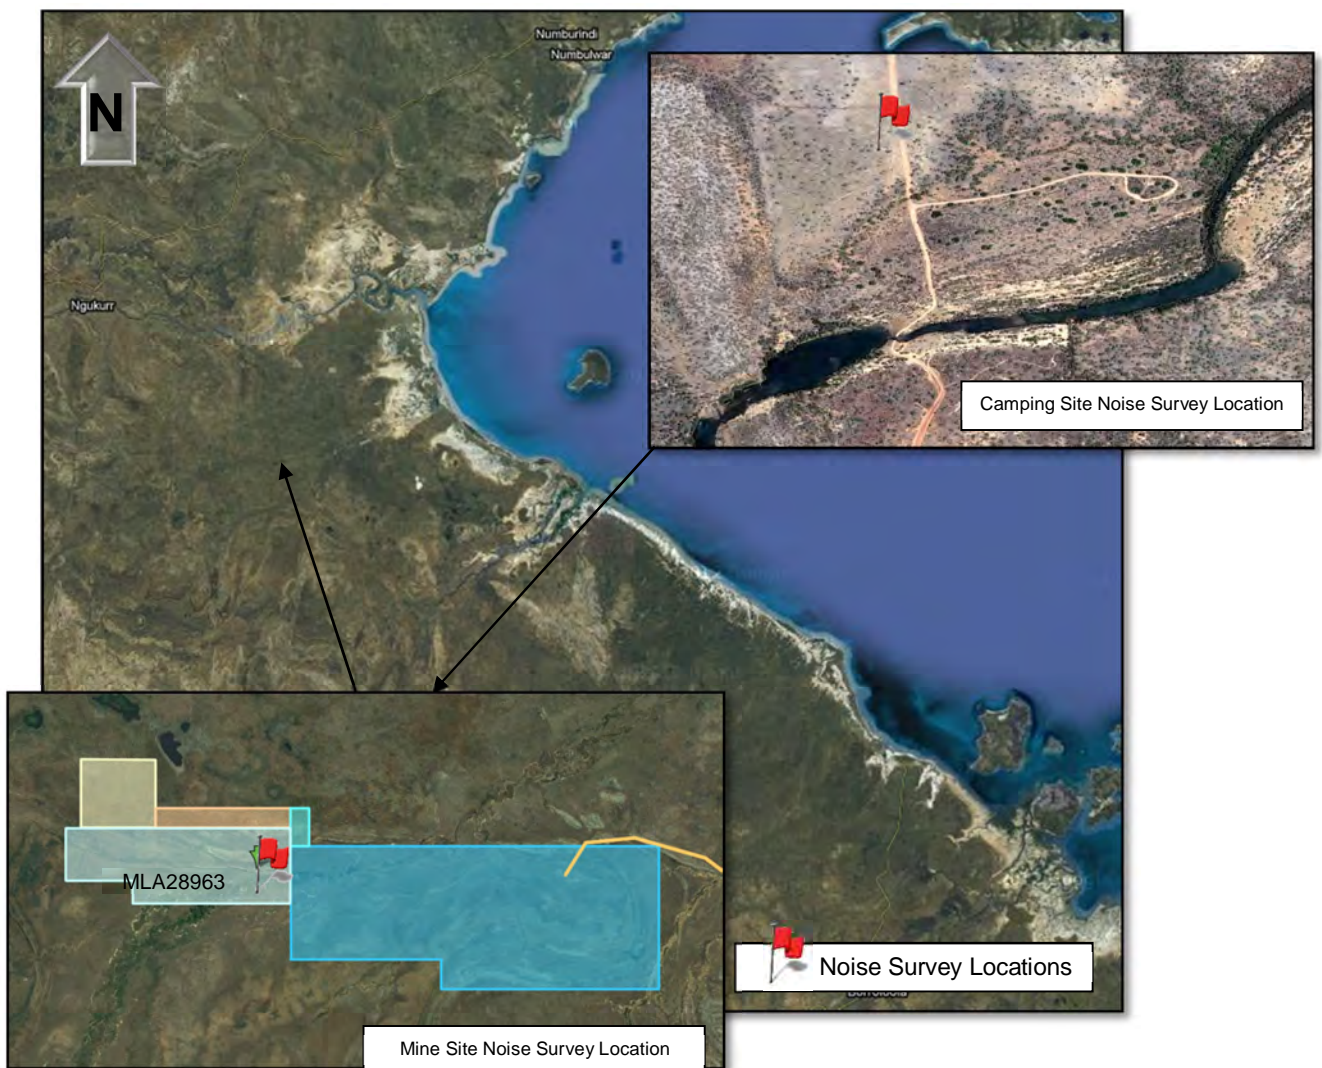 Numburindi
Numbulwar
N
Ngukurr
Camping Site Noise Survey Location
MLA28963
Noise Survey Locations
Mine Site Noise Survey Location